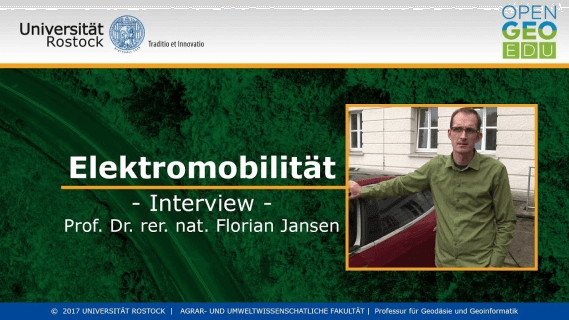 Universität
Rostock
Traditio et Innovatio
OPEN
GEO
EDU
Elektromobilität
- Interview -
Prof. Dr. rer. nat. Florian Jansen
© 2017 UNIVERSITÄT ROSTOCK | AGRAR- UND UMWELTWISSENSCHATLICHE FAKULTÄT | Professur für Geodäsie und Geoinformatik